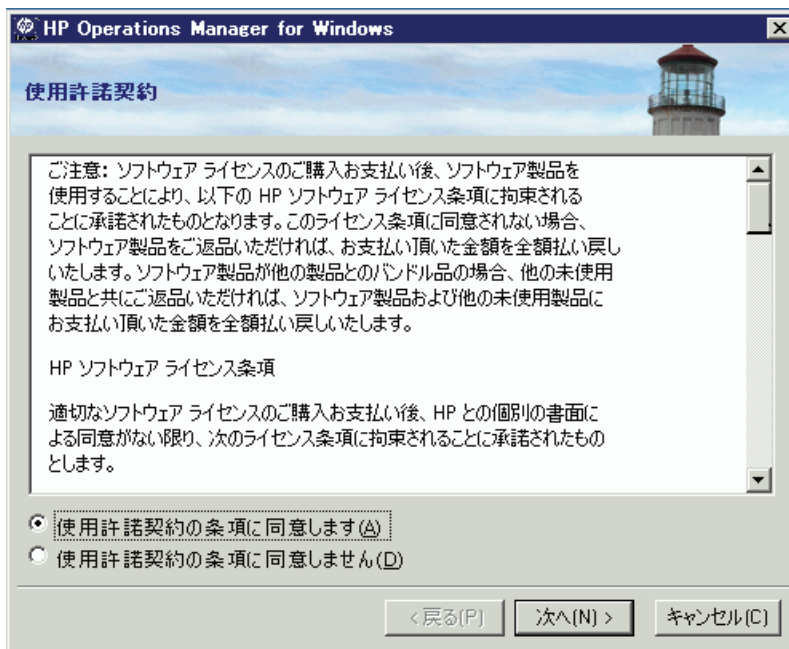 HP Operations Manager for Windows
使用許諾契約
ご注意: ソフトウェア ライセンスのご購入お支払い後、ソフトウェア製品を
使用することにより、以下の HP ソフトウェア ライセンス条項に拘束される
ことに承諾されたものとなります。このライセンス条項に同意されない場合、
ソフトウェア製品をご返品いただければ、お支払い頂いた金額を全額払い戻し
いたします。ソフトウェア製品が他の製品とのバンドル品の場合、他の未使用
製品と共にご返品いただければ、ソフトウェア製品および他の未使用製品に
お支払い頂いた金額を全額払い戻しいたします。
HP ソフトウェア ライセンス条項
適切なソフトウェア ライセンスのご購入お支払い後、HP との個別の書面に
よる同意がない限り、次のライセンス条項に拘束されることに承諾されたもの
とします。
使用許諾契約の条項に同意します(A)
使用許諾契約の条項に同意しません(D)
<戻る(P) 次へ(N) > キャンセル(C)